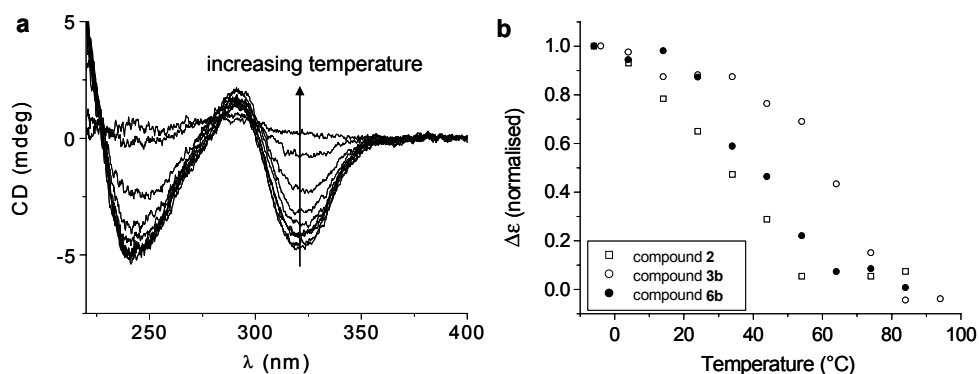 a
5
0
-5
CD (mdeg)
increasing temperature
250
300
350
400
λ (nm)
b
1.0
0.8
0.6
0.4
0.2
0.0
Δε (normalised)
compound 2
compound 3b
compound 6b
0
20
40
60
80
100
Temperature (°C)